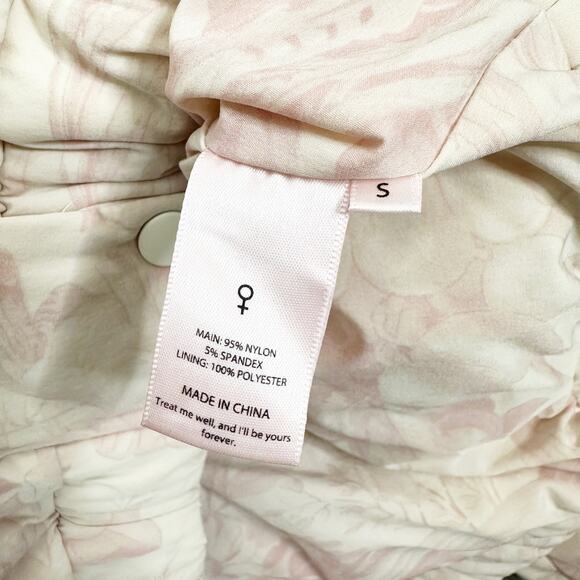 S
MAIN: 95% NYLON
5% SPANDEX
LINING: 100% POLYESTER
MADE IN CHINA
Treat me well, and I'll be yours
forever.